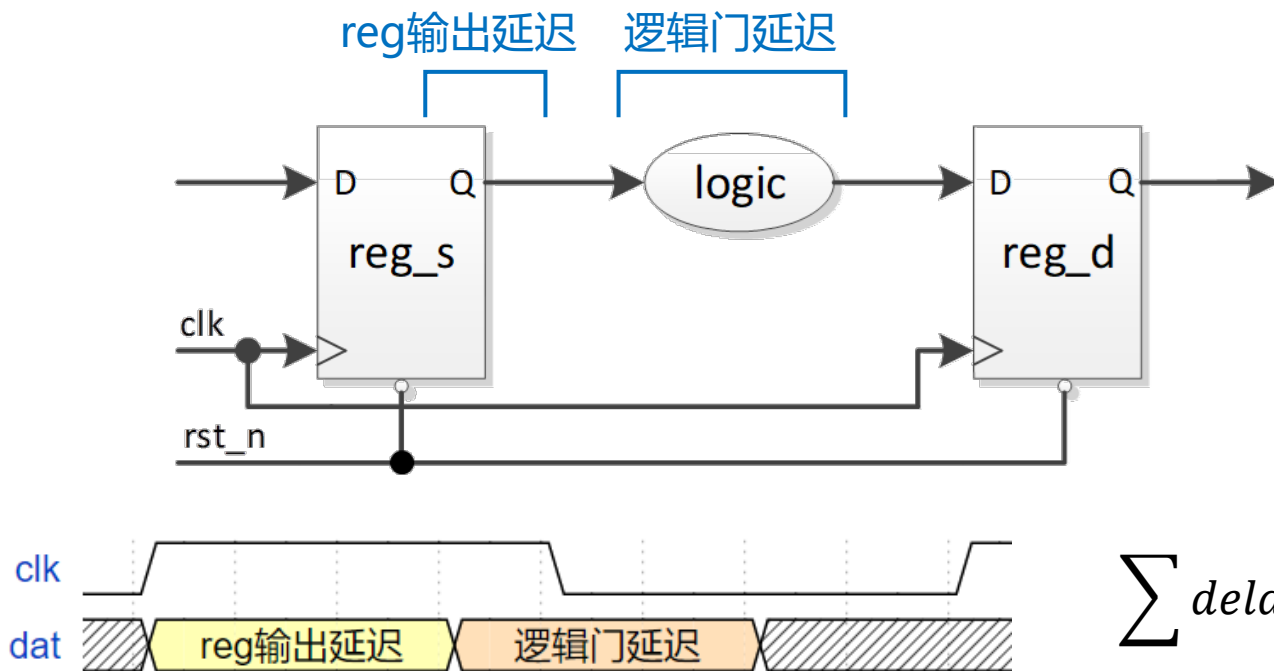 reg输出延迟 逻辑门延迟
D Q logic D Q
reg_s reg_d
clk
rst_n
clk
dat reg输出延迟 逻辑门延迟
∑